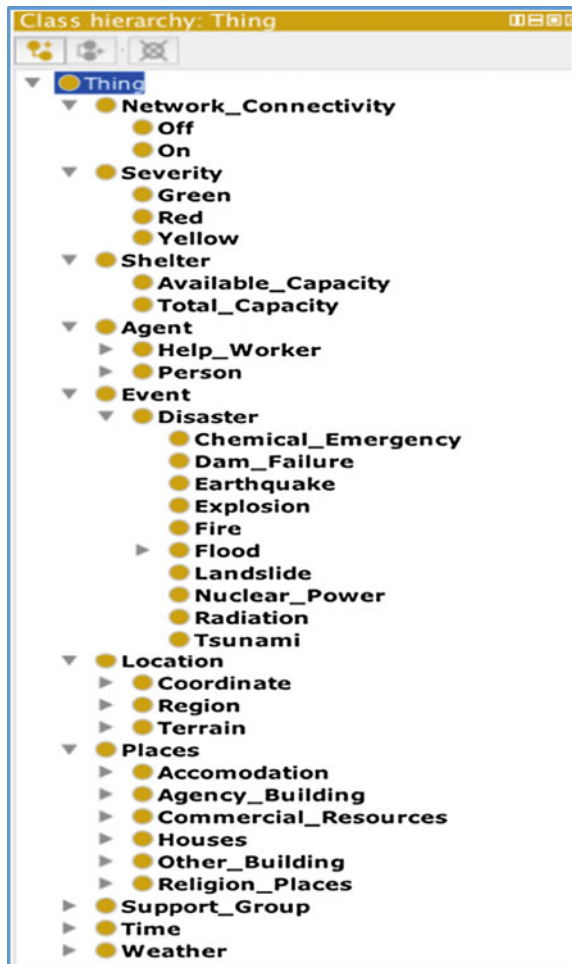 Class hierarchy: Thing
Thing
Network_Connectivity
Off
On
Severity
Green
Red
Yellow
Shelter
Available_Capacity
Total_Capacity
Agent
Help_Worker
Person
Event
Disaster
Chemical_Emergency
Dam_Failure
Earthquake
Explosion
Fire
Flood
Landslide
Nuclear_Power
Radiation
Tsunami
Location
Coordinate
Region
Terrain
Places
Accomodation
Agency_Building
Commercial_Resources
Houses
Other_Building
Religion_Places
Support_Group
Time
Weather